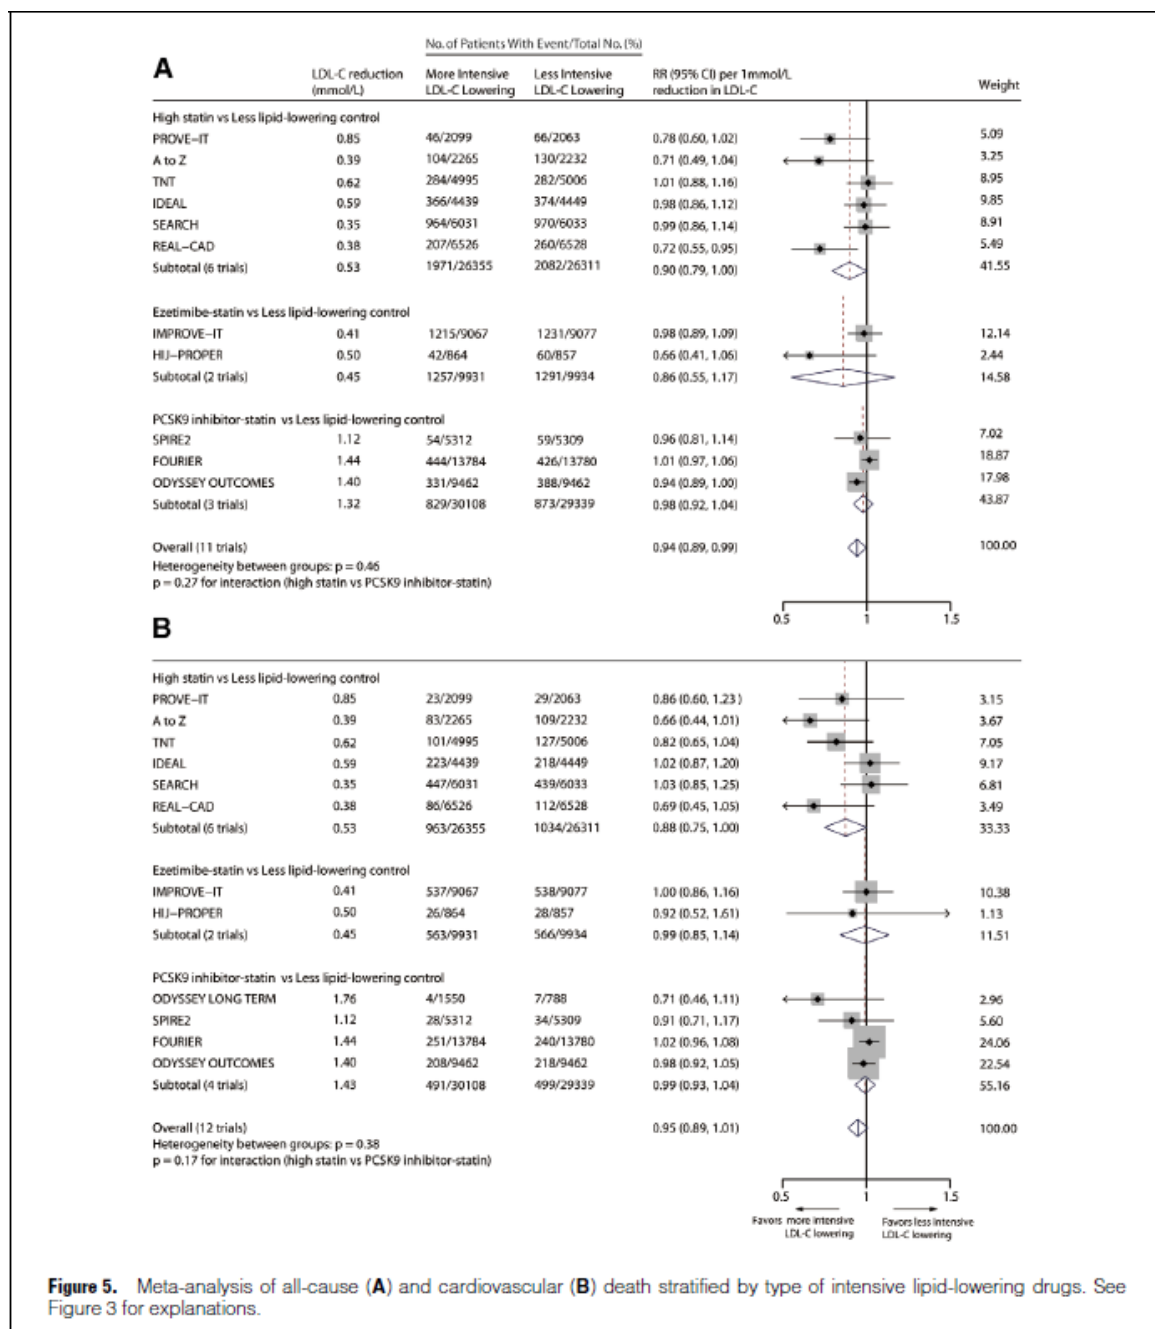 No. of Patients With Event/Total No. (%)
A
LDL-C reduction (mmol/L) More Intensive LDL-C Lowering Less Intensive LDL-C Lowering RR (95% CI) per 1mmol/L reduction in LDL-C Weight
High statin vs Less lipid-lowering control
PROVE-IT 0.85 46/2099 66/2063 0.78 (0.60, 1.02) 5.09
A to Z 0.39 104/2265 130/2232 0.71 (0.49, 1.04) 3.25
TNT 0.62 284/4995 282/5006 1.01 (0.88, 1.16) 8.95
IDEAL 0.59 366/4439 374/4449 0.98 (0.86, 1.12) 9.85
SEARCH 0.35 964/6031 970/6033 0.99 (0.86, 1.14) 8.91
REAL-CAD 0.38 207/6526 260/6528 0.72 (0.55, 0.95) 5.49
Subtotal (6 trials) 0.53 1971/26355 2082/26311 0.90 (0.79, 1.00) 41.55
Ezetimibe-statin vs Less lipid-lowering control
IMPROVE-IT 0.41 1215/9067 1231/9077 0.98 (0.89, 1.09) 12.14
HIJ-PROPER 0.50 42/864 60/857 0.66 (0.41, 1.06) 2.44
Subtotal (2 trials) 0.45 1257/9931 1291/9934 0.86 (0.55, 1.17) 14.58
PCSK9 inhibitor-statin vs Less lipid-lowering control
SPIRE2 1.12 54/5312 59/5309 0.96 (0.81, 1.14) 7.02
FOURIER 1.44 444/13784 426/13780 1.01 (0.97, 1.06) 18.87
ODYSSEY OUTCOMES 1.40 331/9462 388/9462 0.94 (0.89, 1.00) 17.98
Subtotal (3 trials) 1.32 829/30108 873/29339 0.98 (0.92, 1.04) 43.87
Overall (11 trials) 0.94 (0.89, 0.99) 100.00
Heterogeneity between groups: p = 0.46
p = 0.27 for interaction (high statin vs PCSK9 inhibitor-statin)
0.5 1 1.5
B
High statin vs Less lipid-lowering control
PROVE-IT 0.85 23/2099 29/2063 0.86 (0.60, 1.23 ) 3.15
A to Z 0.39 83/2265 109/2232 0.66 (0.44, 1.01) 3.67
TNT 0.62 101/4995 127/5006 0.82 (0.65, 1.04) 7.05
IDEAL 0.59 223/4439 218/4449 1.02 (0.87, 1.20) 9.17
SEARCH 0.35 447/6031 439/6033 1.03 (0.85, 1.25) 6.81
REAL-CAD 0.38 86/6526 112/6528 0.69 (0.45, 1.05) 3.49
Subtotal (6 trials) 0.53 963/26355 1034/26311 0.88 (0.75, 1.00) 33.33
Ezetimibe-statin vs Less lipid-lowering control
IMPROVE-IT 0.41 537/9067 538/9077 1.00 (0.86, 1.16) 10.38
HIJ-PROPER 0.50 26/864 28/857 0.92 (0.52, 1.61) 1.13
Subtotal (2 trials) 0.45 563/9931 566/9934 0.99 (0.85, 1.14) 11.51
PCSK9 inhibitor-statin vs Less lipid-lowering control
ODYSSEY LONG TERM 1.76 4/1550 7/788 0.71 (0.46, 1.11) 2.96
SPIRE2 1.12 28/5312 34/5309 0.91 (0.71, 1.17) 5.60
FOURIER 1.44 251/13784 240/13780 1.02 (0.96, 1.08) 24.06
ODYSSEY OUTCOMES 1.40 208/9462 218/9462 0.98 (0.92, 1.05) 22.54
Subtotal (4 trials) 1.43 491/30108 499/29339 0.99 (0.93, 1.04) 55.16
Overall (12 trials) 0.95 (0.89, 1.01) 100.00
Heterogeneity between groups: p = 0.38
p = 0.17 for interaction (high statin vs PCSK9 inhibitor-statin)
0.5 1 1.5
Favors more intensive LDL-C lowering Favors less intensive LDL-C lowering
Figure 5. Meta-analysis of all-cause (A) and cardiovascular (B) death stratified by type of intensive lipid-lowering drugs. See
Figure 3 for explanations.